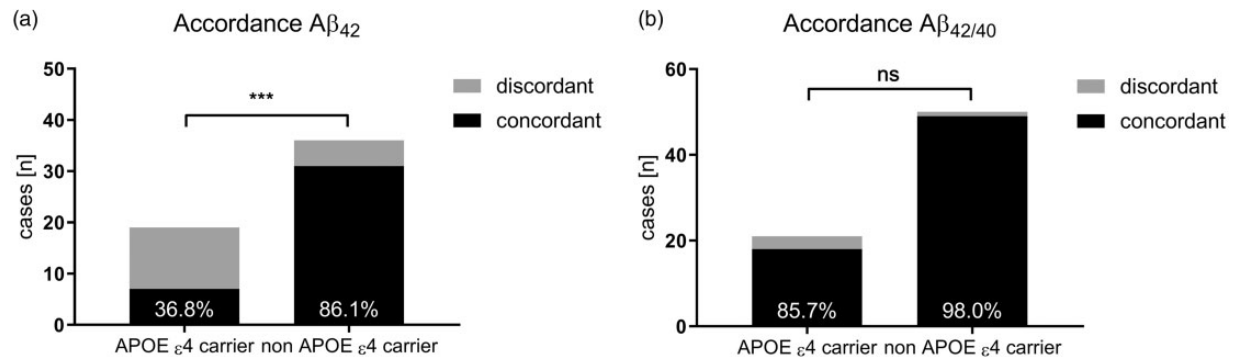 (a)
Accordance Aβ42
50
40
30
20
10
0
cases [n]
***
discordant
concordant
36.8%
86.1%
APOE ε4 carrier non APOE ε4 carrier
(b)
Accordance Aβ42/40
60
40
20
0
cases [n]
ns
discordant
concordant
85.7%
98.0%
APOE ε4 carrier non APOE ε4 carrier